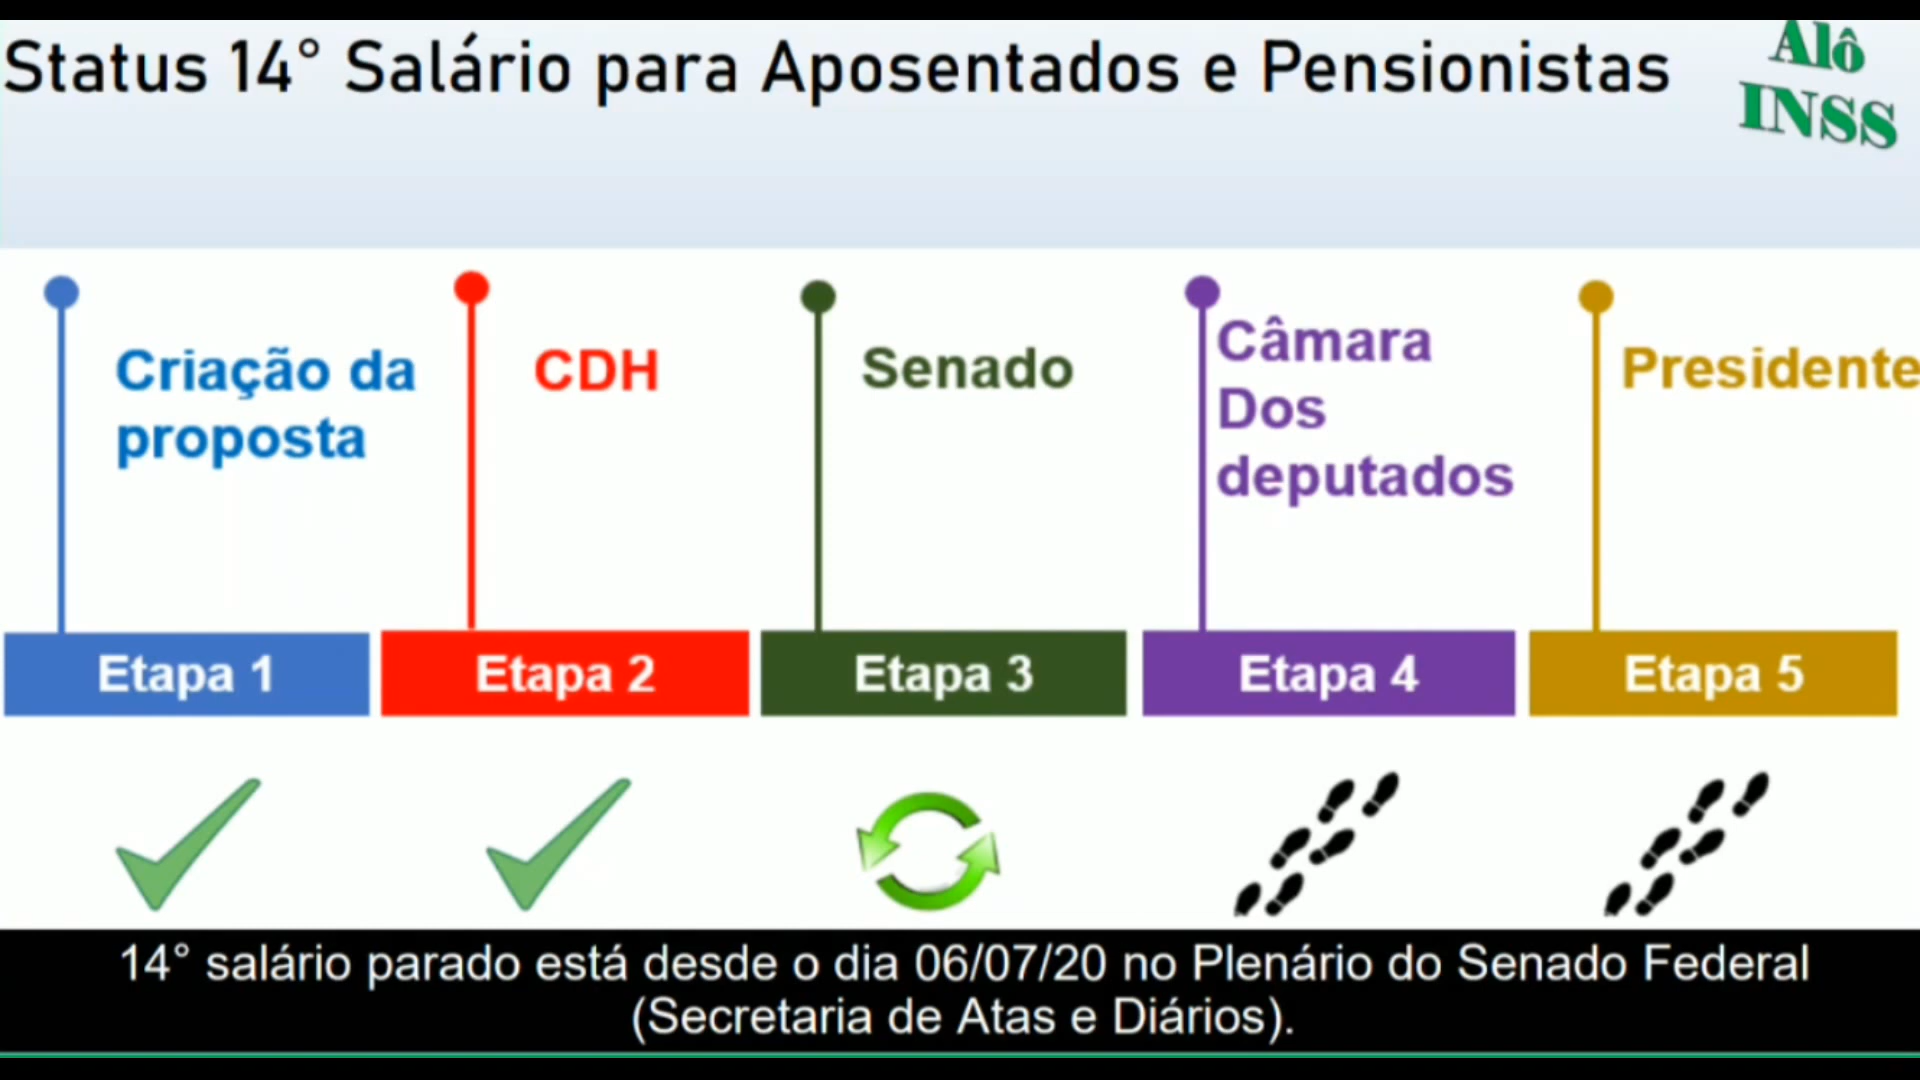 Status 14° Salário para Aposentados e Pensionistas
Alô
INSS
Criação da
proposta
CDH
Senado
Câmara
Dos
deputados
Presidente
Etapa 1
Etapa 2
Etapa 3
Etapa 4
Etapa 5
14° salário parado está desde o dia 06/07/20 no Plenário do Senado Federal
(Secretaria de Atas e Diários).